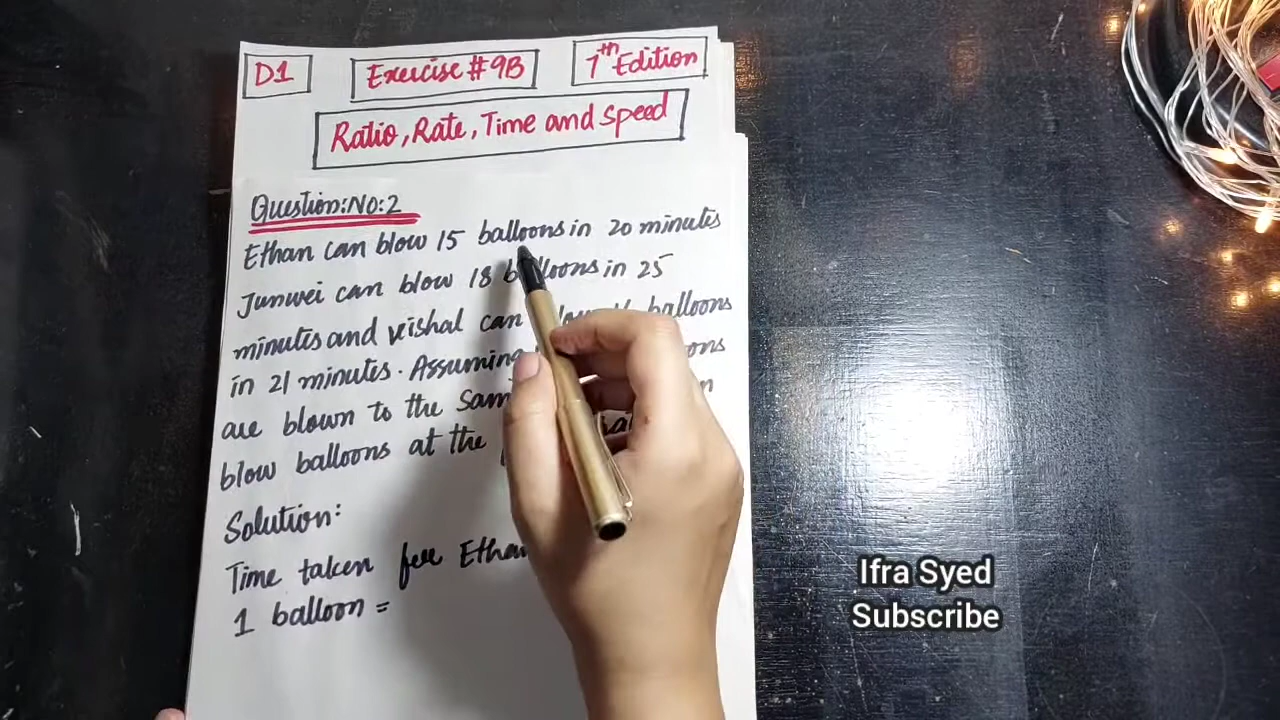 D1
Exercise # 9B
7th Edition
Ratio, Rate, Time and Speed
Question:No:2
Ethan can blow 15 balloons in 20 minutes
Junwei can blow 18 balloons in 25
minutes and vishal can balloons
in 21 minutes. Assuming
are blown to the
blow balloons at the
Solution:
Time taken for Ethan
1 balloon =
Ifra Syed
Subscribe